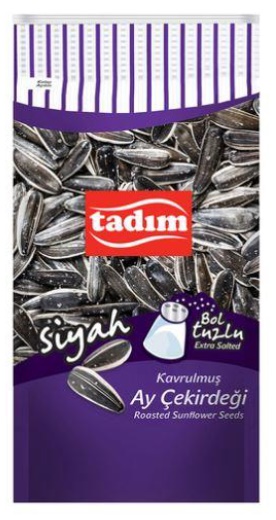 tadım
siyah
Bol
tuzlu
Extra Salted
Kavrulmuş
Ay Çekirdeği
Roasted Sunflower Seeds